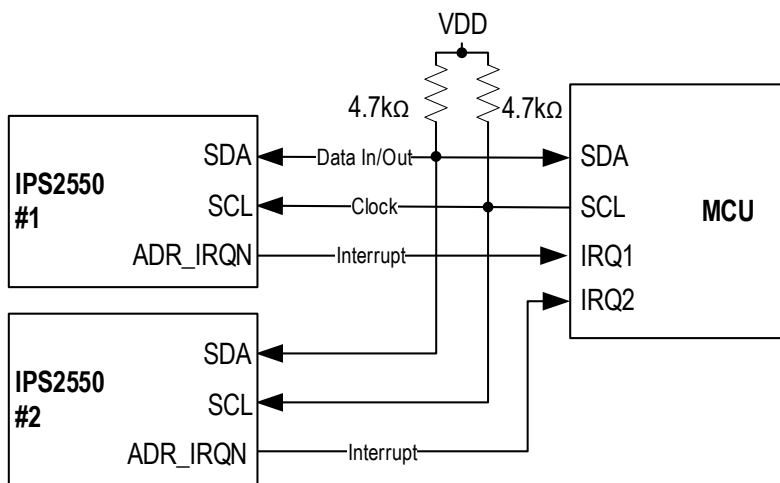 VDD
4.7kΩ
4.7kΩ
IPS2550
#1
SDA
SCL
ADR_IRQN
Data In/Out
Clock
Interrupt
SDA
SCL
IRQ1
IRQ2
MCU
IPS2550
#2
SDA
SCL
ADR_IRQN
Interrupt